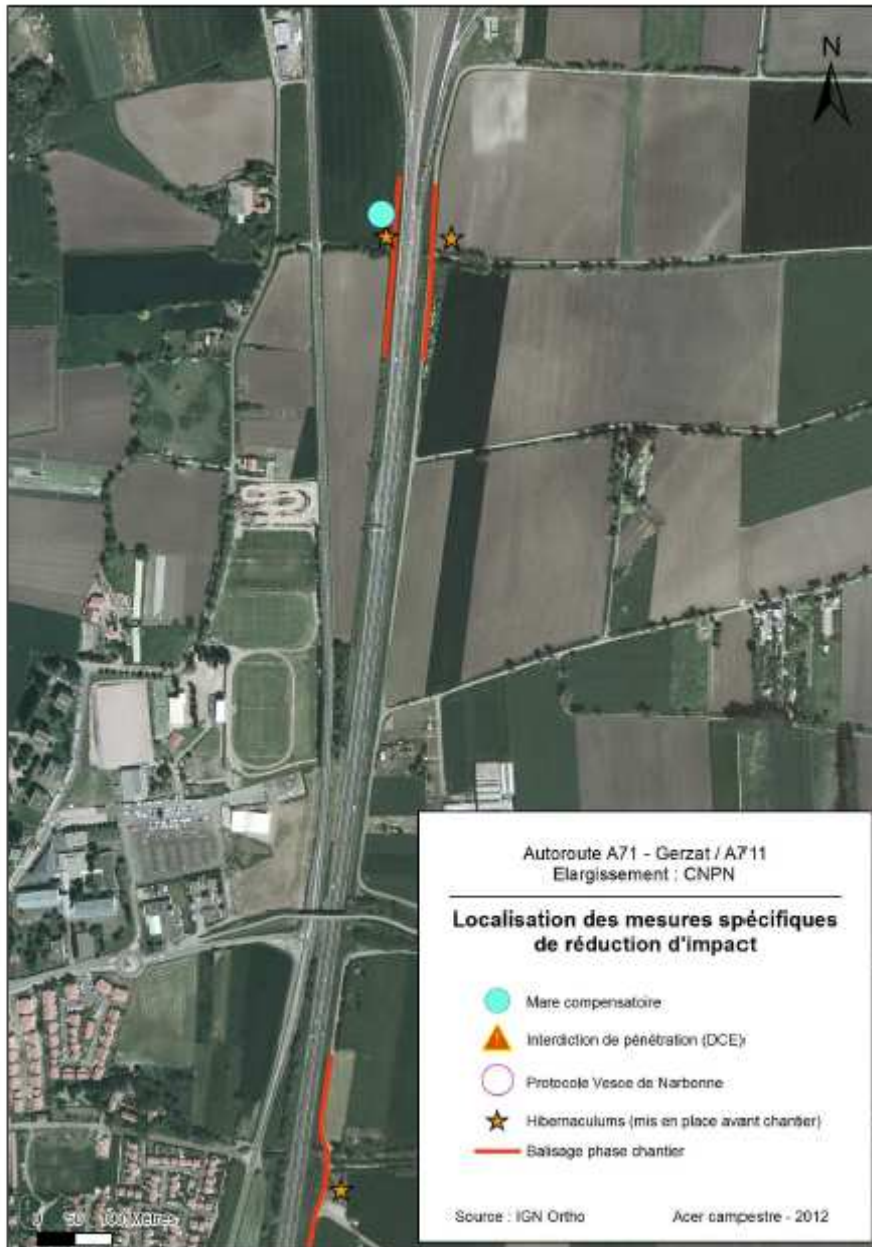 N
Autoroute A71 - Gerzat / A711
Elargissement : CNPN
Localisation des mesures spécifiques
de réduction d'impact
Mare compensatoire
Interdiction de pénétration (DCE)
Protocole Vesce de Narbonne
Hibernaculums (mis en place avant chantier)
Balisage phase chantier
Source : IGN Ortho Acer campestre - 2012
0 50 100 Mètres